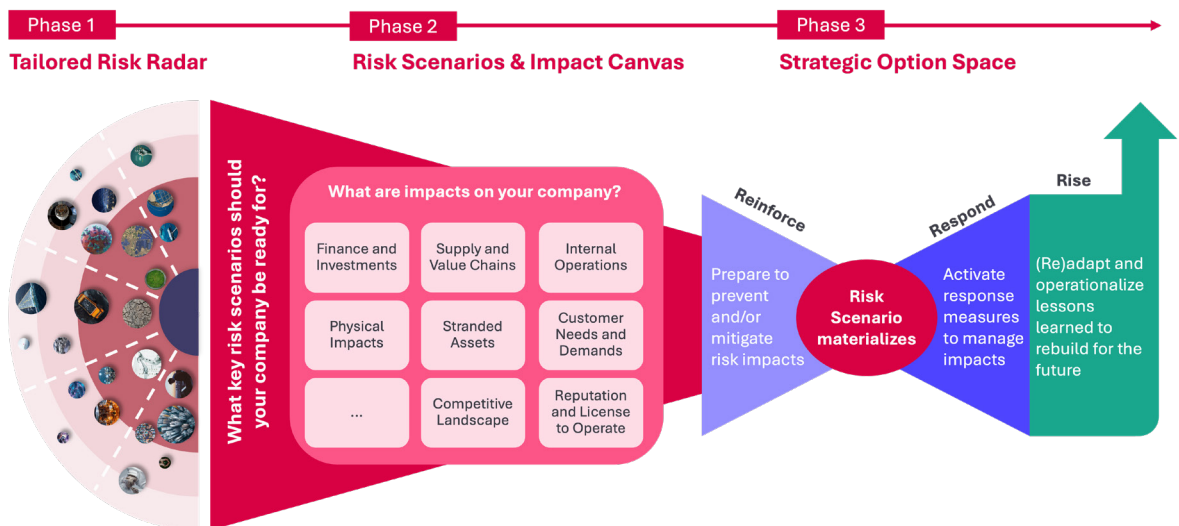 Phase 1
Phase 2
Phase 3
Tailored Risk Radar
Risk Scenarios & Impact Canvas
Strategic Option Space
What key risk scenarios should
your company be ready for?
What are impacts on your company?
Finance and
Investments
Supply and
Value Chains
Internal
Operations
Physical
Impacts
Stranded
Assets
Customer
Needs and
Demands
...
Competitive
Landscape
Reputation
and License
to Operate
Reinforce
Prepare to
prevent
and/or
mitigate
risk impacts
Risk
Scenario
materializes
Respond
Activate
response
measures
to manage
impacts
Rise
(Re)adapt and
operationalize
lessons
learned to
rebuild for the
future